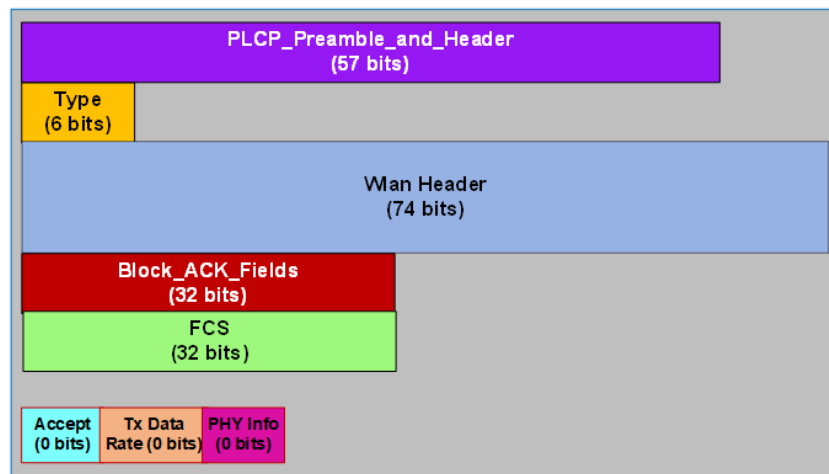 PLCP_Preamble_and_Header
(57 bits)
Type
(6 bits)
Wlan Header
(74 bits)
Block_ACK_Fields
(32 bits)
FCS
(32 bits)
Accept
(0 bits)
Tx Data
Rate (0 bits)
PHY Info
(0 bits)